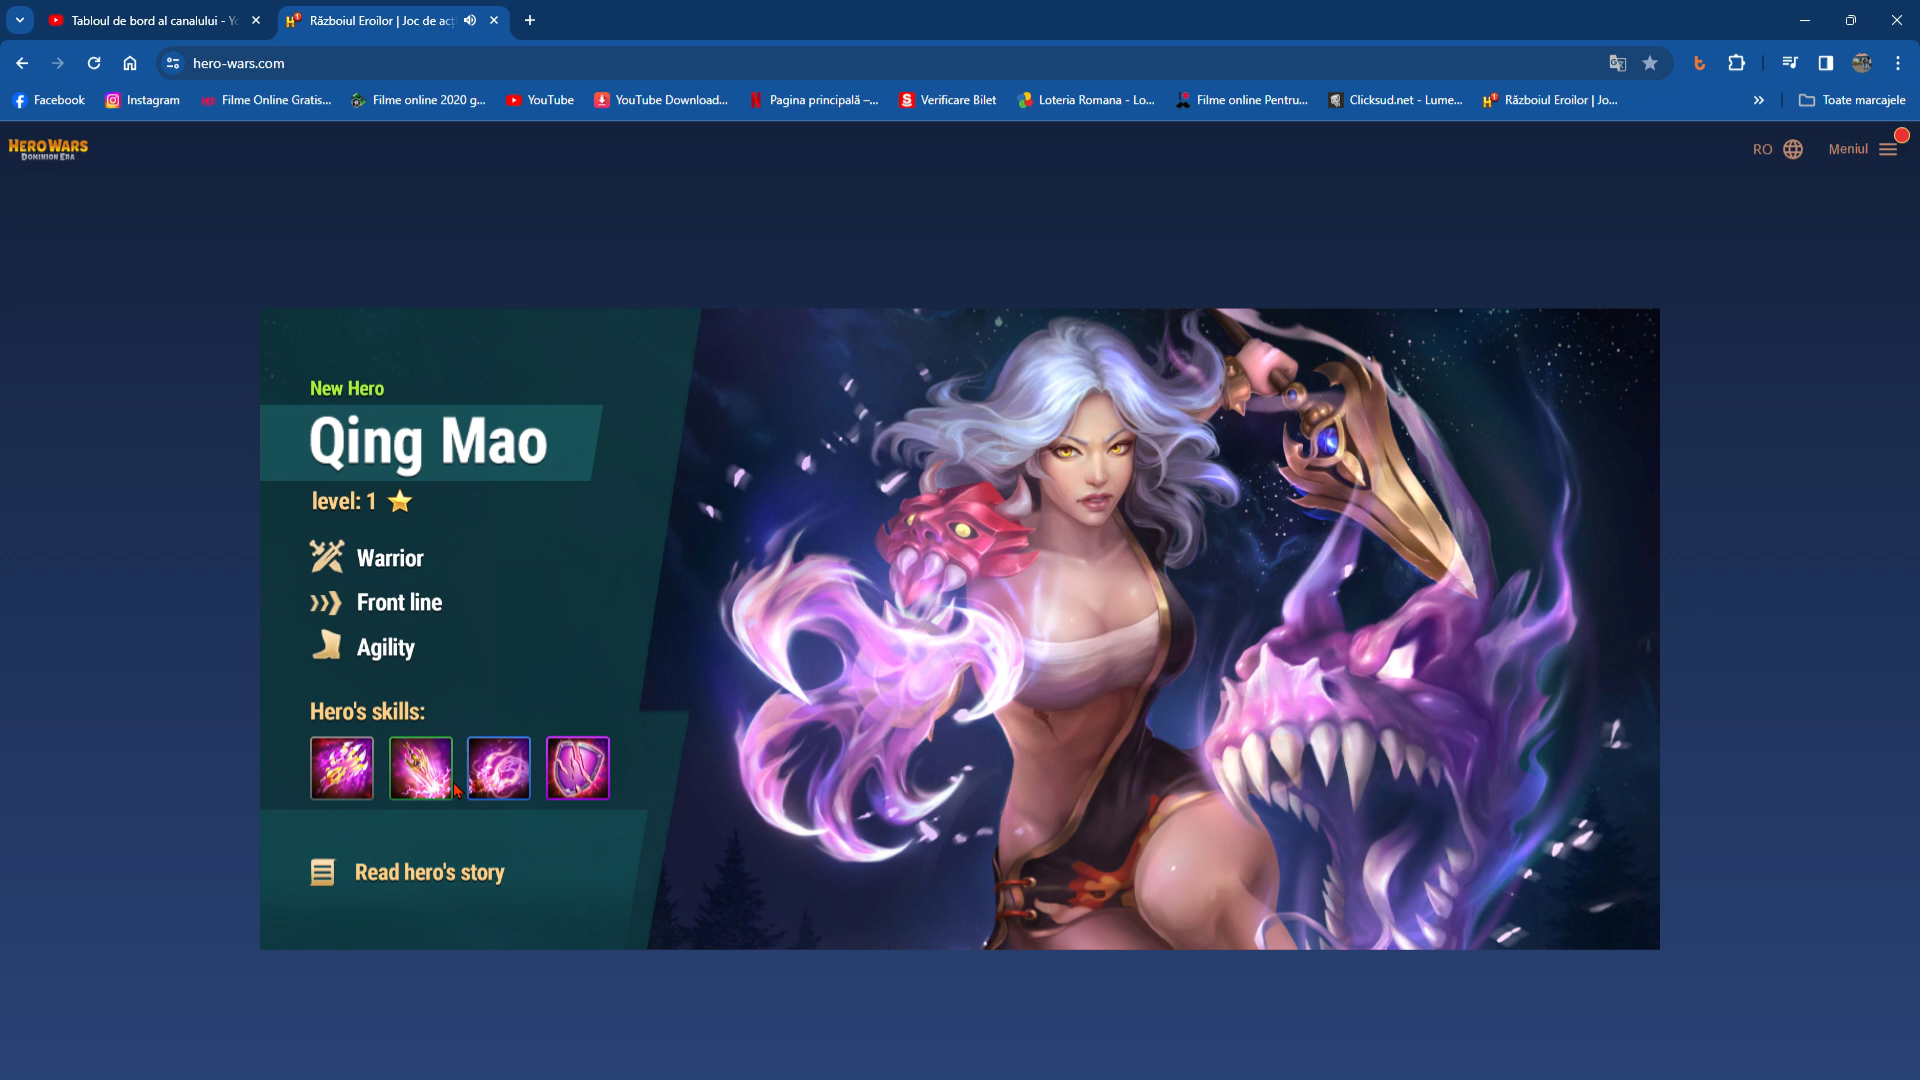 Tabloul de bord al canalului - Yo
Războiul Eroilor | Joc de acți
hero-wars.com
Facebook
Instagram
Filme Online Gratis...
Filme online 2020 g...
YouTube
YouTube Download...
Pagina principală –...
Verificare Bilet
Loteria Romana - Lo...
Filme online Pentru...
Clicksud.net - Lume...
Războiul Eroilor | Jo...
Toate marcajele
HERO WARS
DOMINION ERA
RO
Meniul
New Hero
Qing Mao
level: 1
Warrior
Front line
Agility
Hero's skills:
Read hero's story